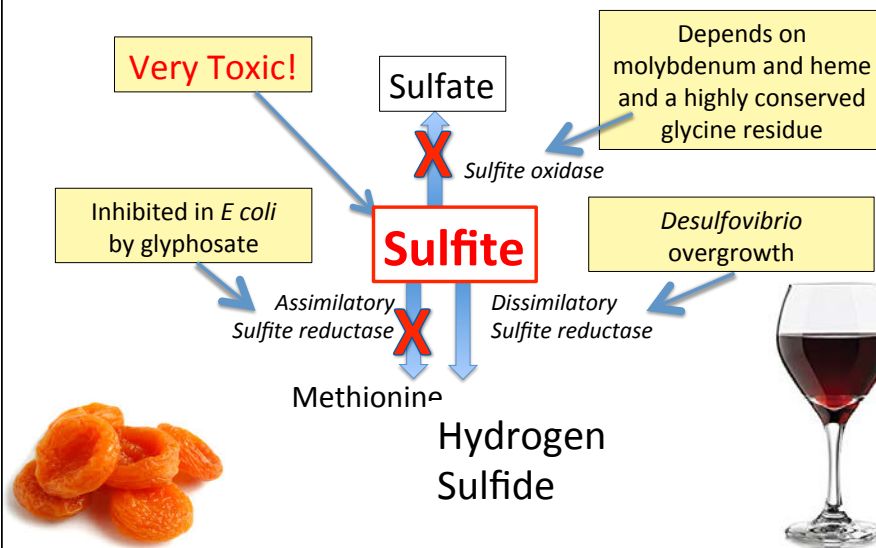 Very Toxic!
Sulfate
Depends on
molybdenum and heme
and a highly conserved
glycine residue
X
Sulfite oxidase
Inhibited in E coli
by glyphosate
Sulfite
Desulfovibrio
overgrowth
Assimilatory
Sulfite reductase
X
Dissimilatory
Sulfite reductase
Methionine
Hydrogen
Sulfide